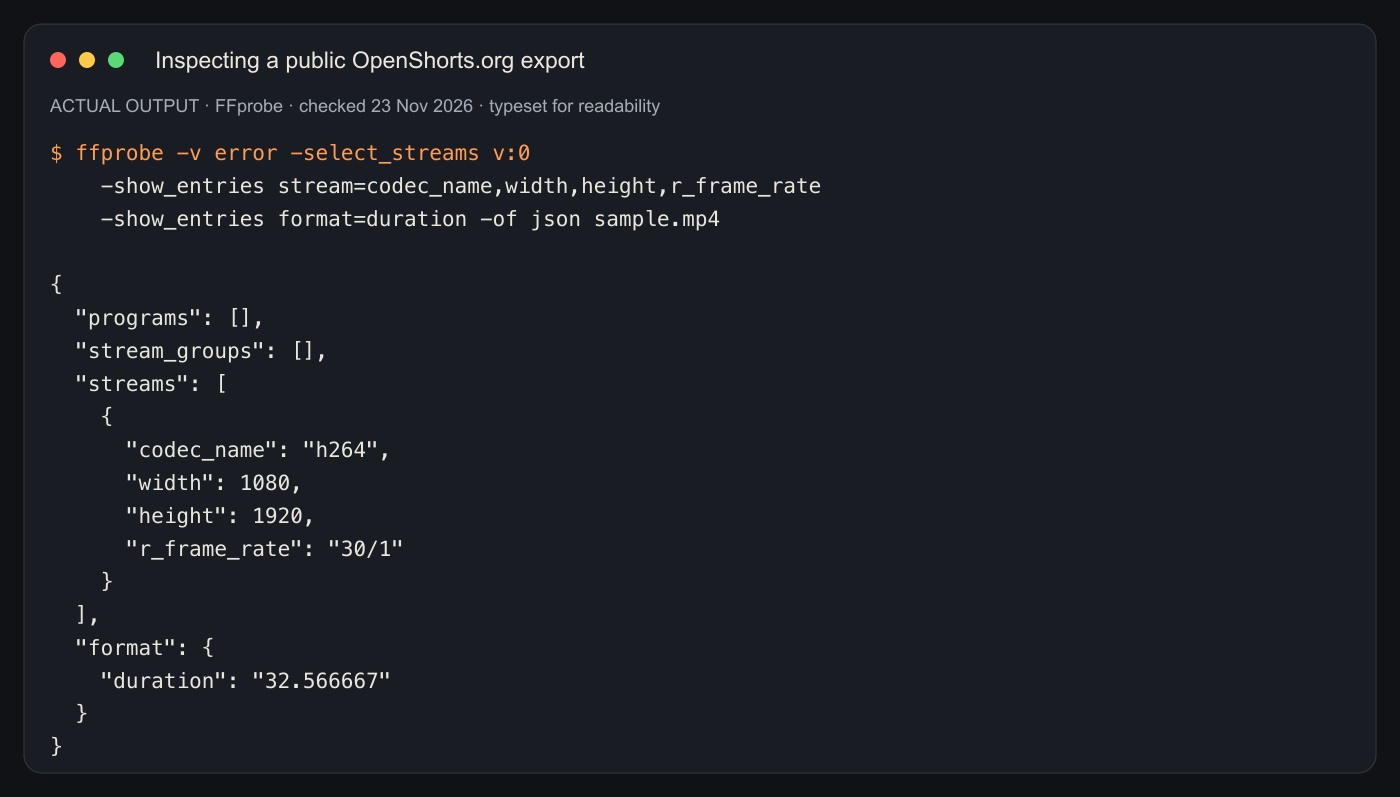 Inspecting a public OpenShorts.org export
ACTUAL OUTPUT · FFprobe · checked 23 Nov 2026 · typeset for readability
$ ffprobe -v error -select_streams v:0
    -show_entries stream=codec_name,width,height,r_frame_rate
    -show_entries format=duration -of json sample.mp4
{
  "programs": [],
  "stream_groups": [],
  "streams": [
    {
      "codec_name": "h264",
      "width": 1080,
      "height": 1920,
      "r_frame_rate": "30/1"
    }
  ],
  "format": {
    "duration": "32.566667"
  }
}